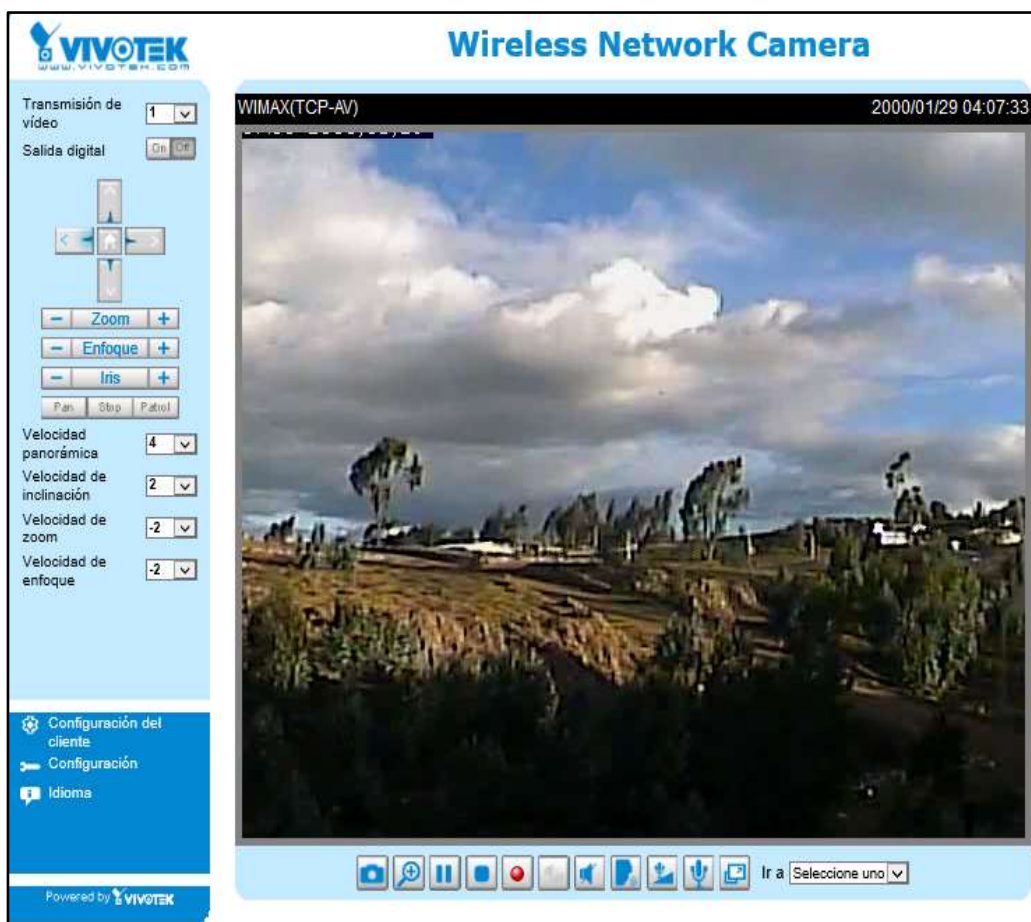 VIVOTEK
www.vivotek.com
Wireless Network Camera
Transmisión de
vídeo
1
Salida digital
On Off
Zoom
Enfoque
Iris
Pan Stop Patrol
Velocidad
panorámica
4
Velocidad de
inclinación
2
Velocidad de
zoom
-2
Velocidad de
enfoque
-2
Configuración del
cliente
Configuración
Idioma
Powered by VIVOTEK
WIMAX(TCP-AV) 2000/01/29 04:07:33
Ir a Seleccione uno